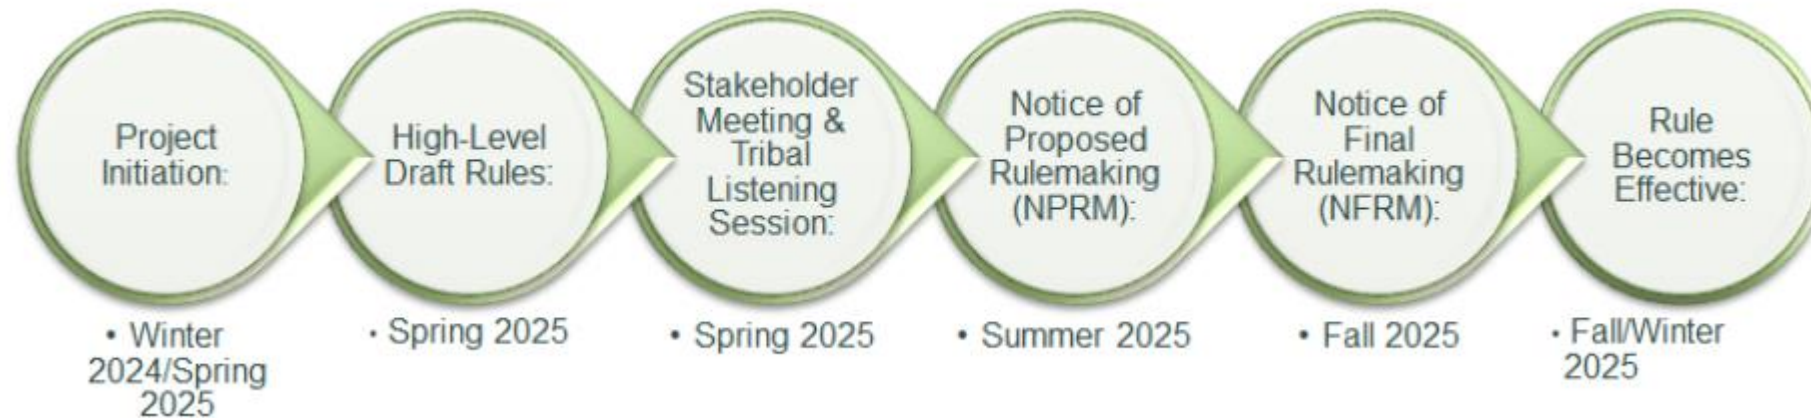 Project
Initiation:
• Winter
2024/Spring
2025
High-Level
Draft Rules:
• Spring 2025
Stakeholder
Meeting &
Tribal
Listening
Session:
• Spring 2025
Notice of
Proposed
Rulemaking
(NPRM):
• Summer 2025
Notice of
Final
Rulemaking
(NFRM):
• Fall 2025
Rule
Becomes
Effective:
• Fall/Winter
2025